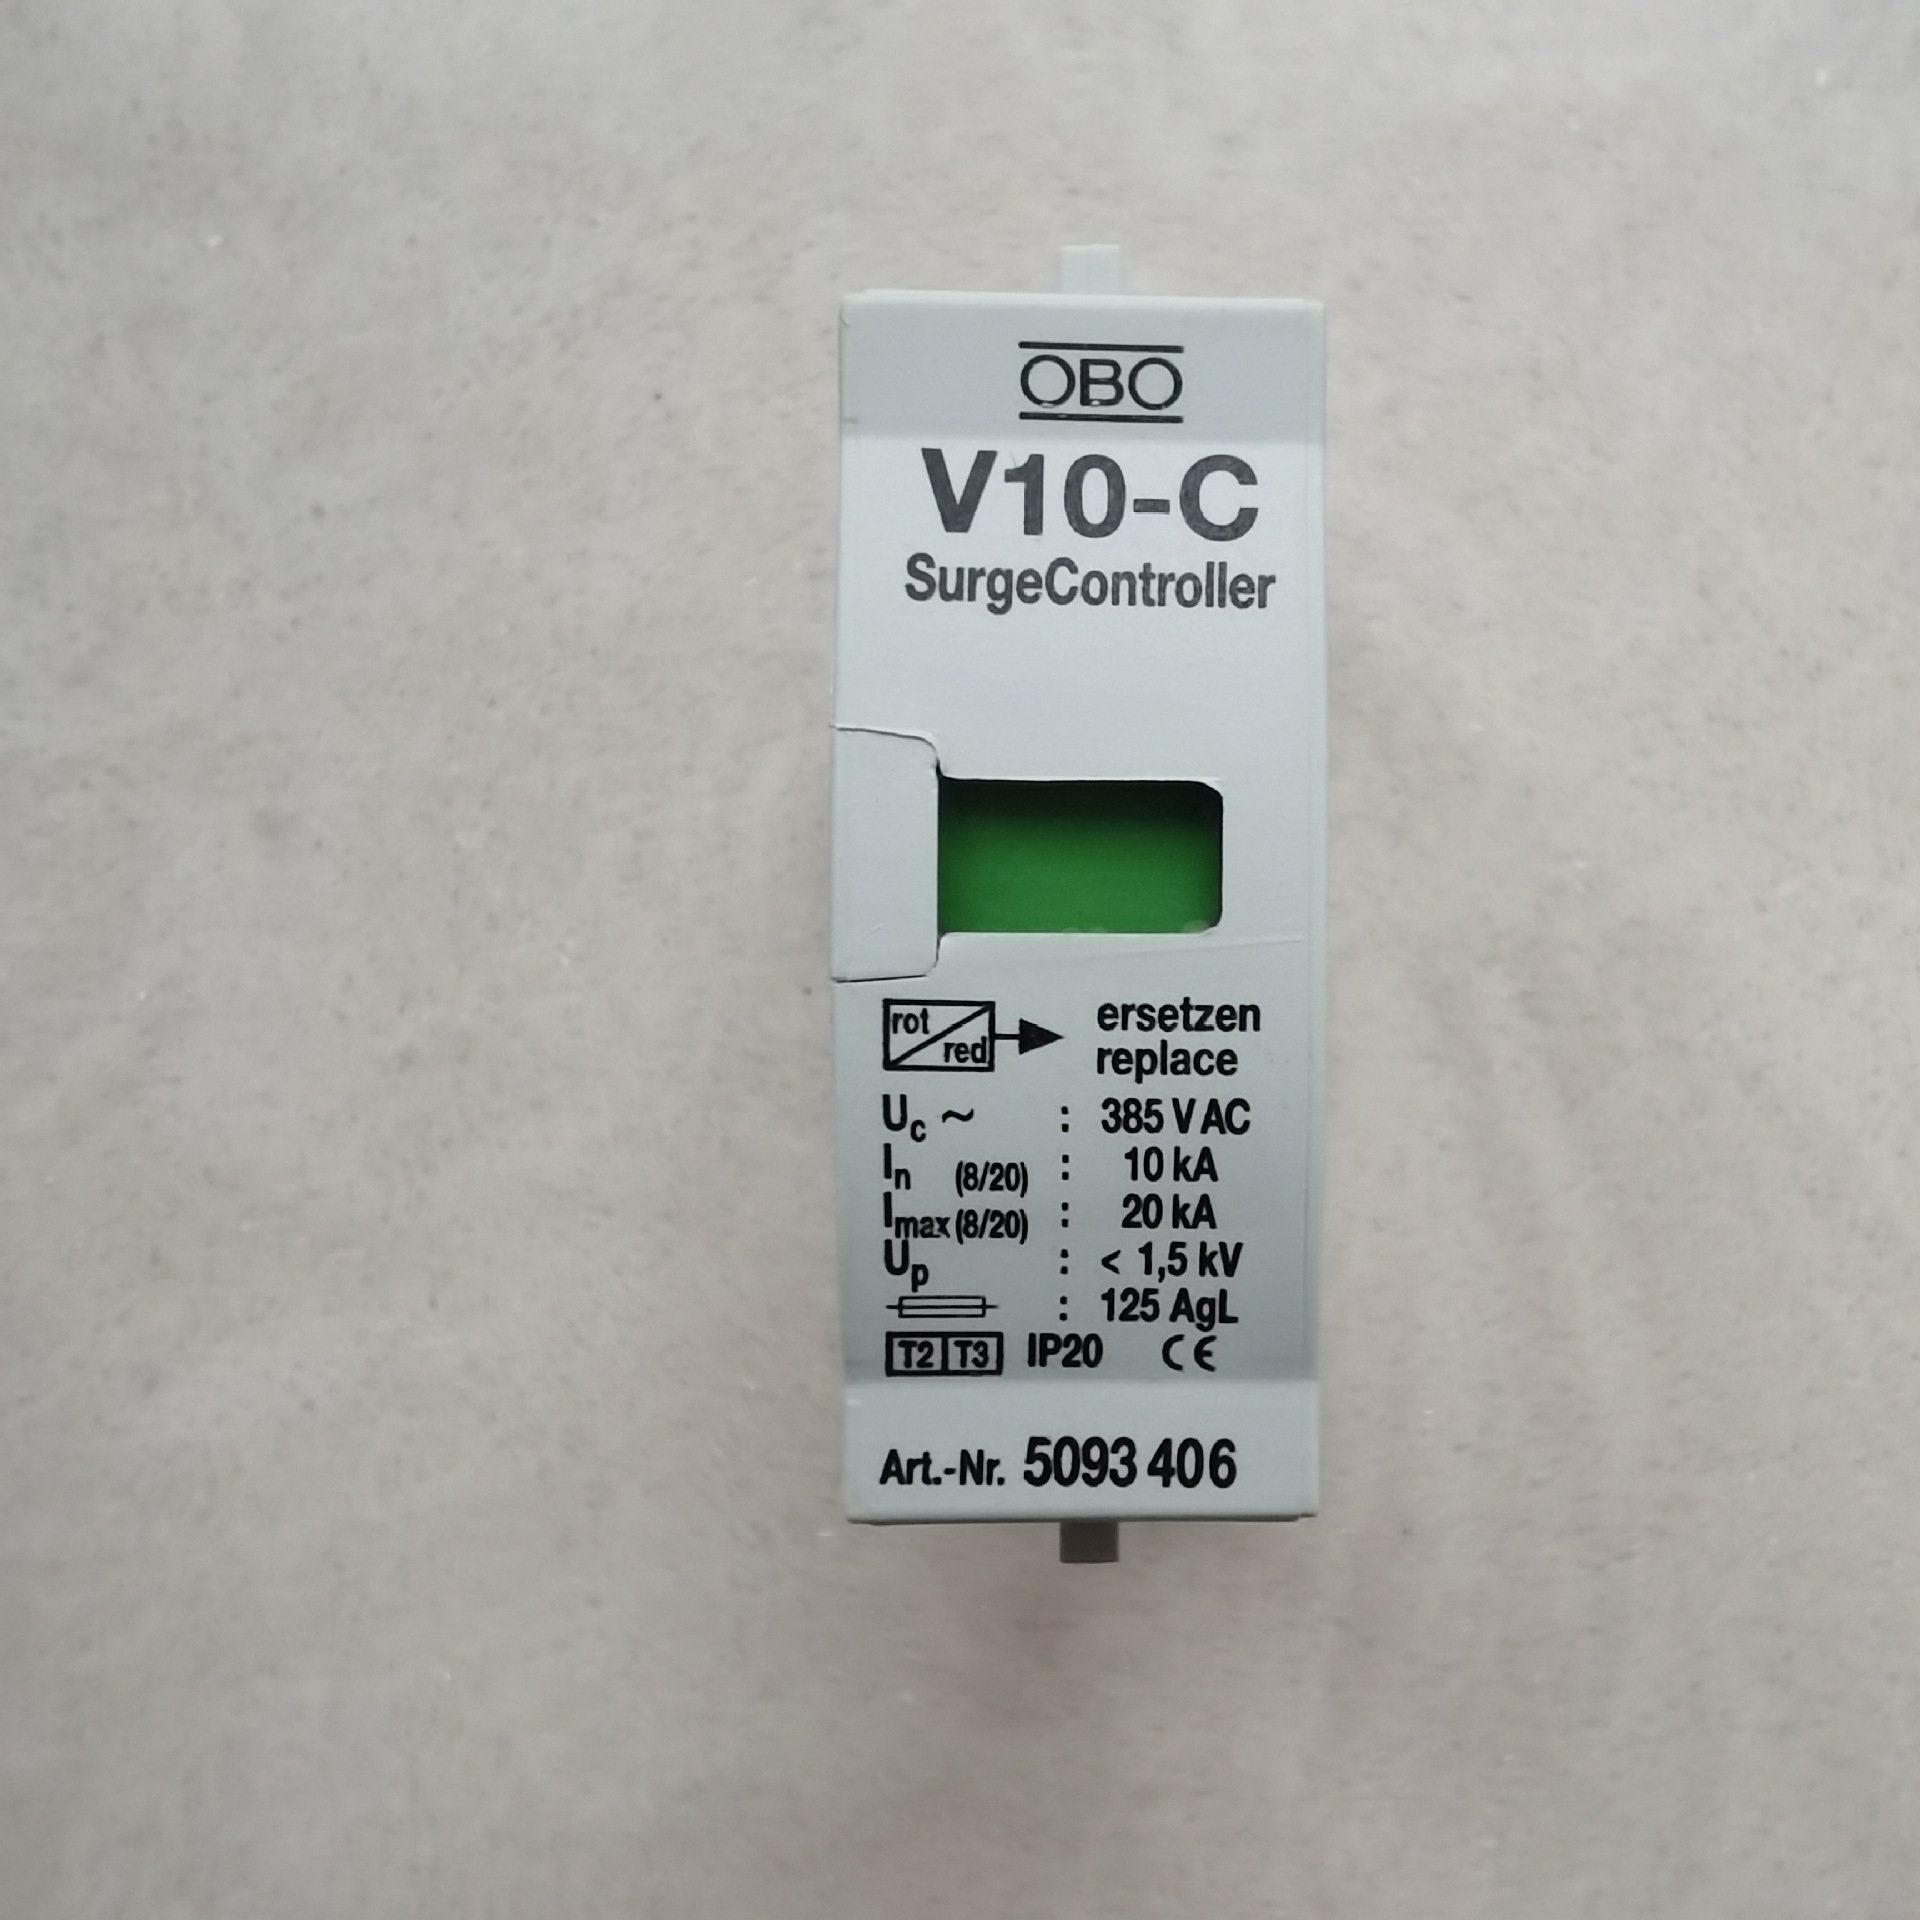 OBO
V10-C
SurgeController
rot
red
ersetzen
replace
Uc ~ : 385 V AC
In (8/20) : 10 kA
Imax (8/20) : 20 kA
Up : < 1,5 kV
: 125 AgL
T2 T3 IP20 CE
Art.-Nr. 5093 406